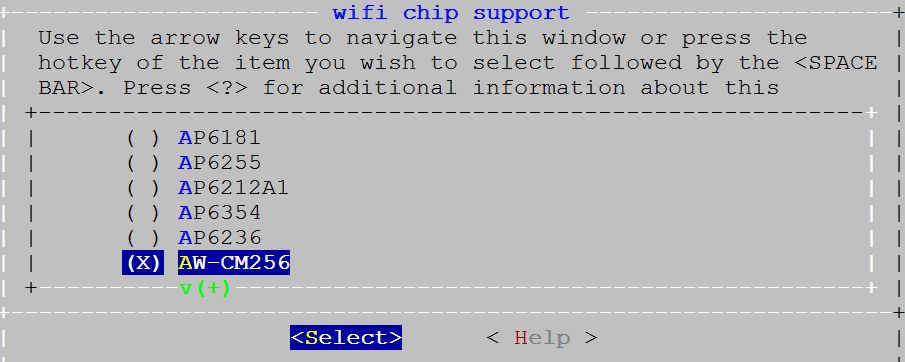 wifi chip support
Use the arrow keys to navigate this window or press the
hotkey of the item you wish to select followed by the <SPACE
BAR>. Press <?> for additional information about this
( ) AP6181
( ) AP6255
( ) AP6212A1
( ) AP6354
( ) AP6236
(X) AW-CM256
v(+)
<Select> < Help >